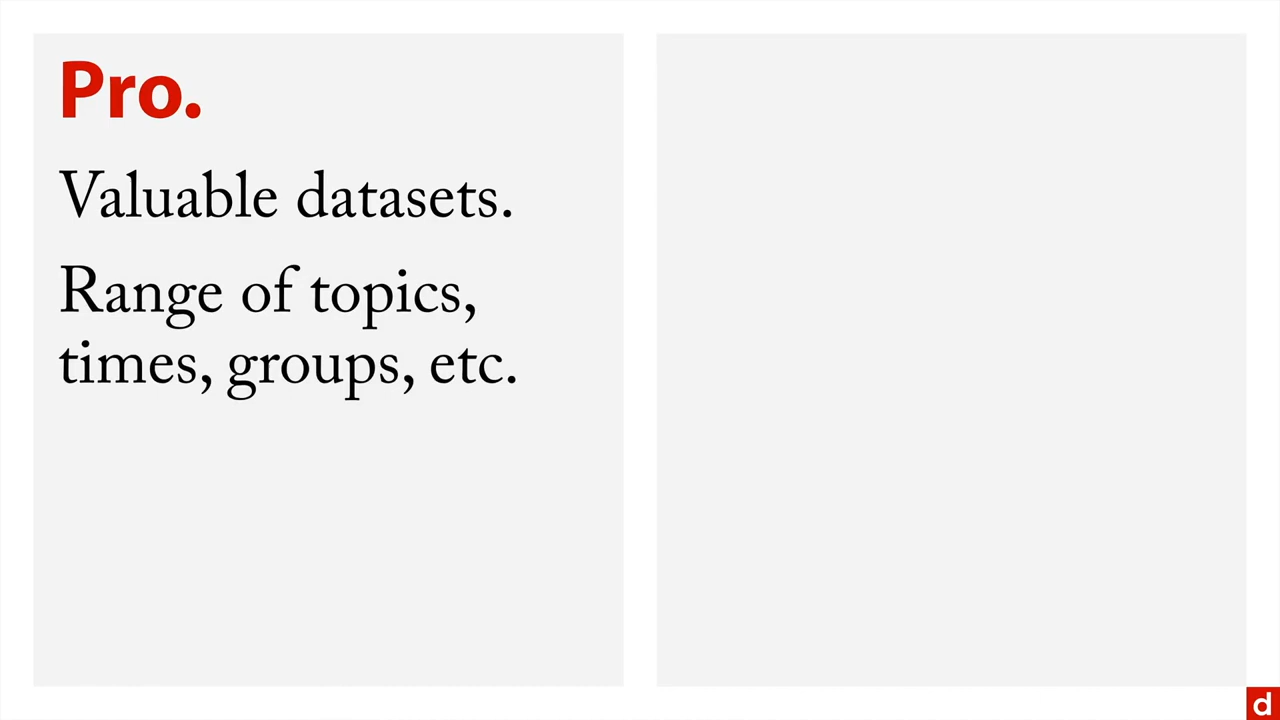 Pro.
Valuable datasets.
Range of topics,
times, groups, etc.
d